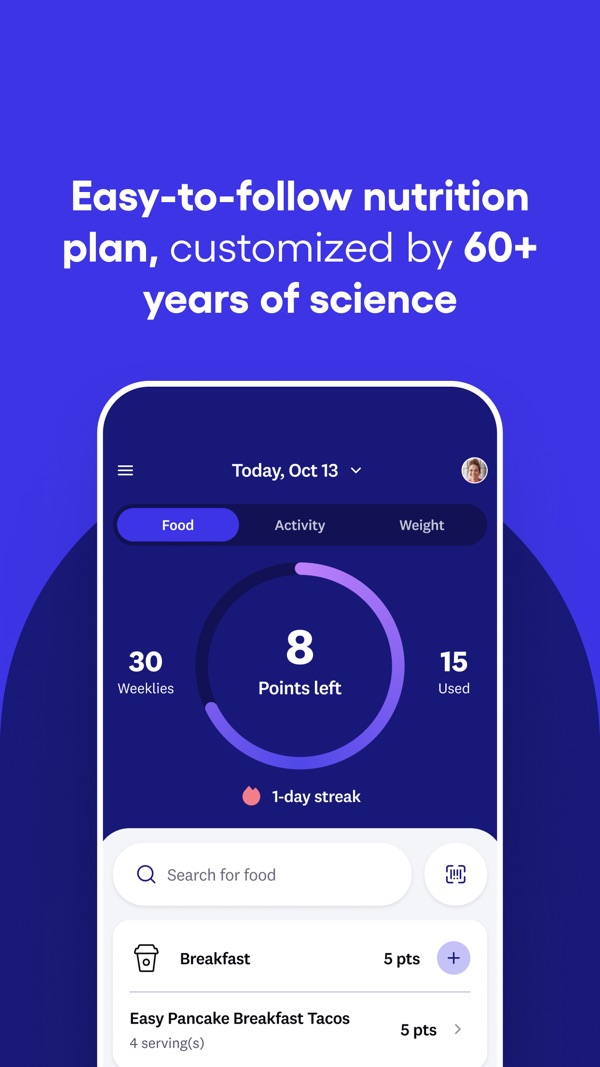 Easy-to-follow nutrition
plan, customized by 60+
years of science
Today, Oct 13
Food
Activity
Weight
30
Weeklies
8
Points left
15
Used
1-day streak
Search for food
Breakfast
5 pts
Easy Pancake Breakfast Tacos
5 pts
4 serving(s)